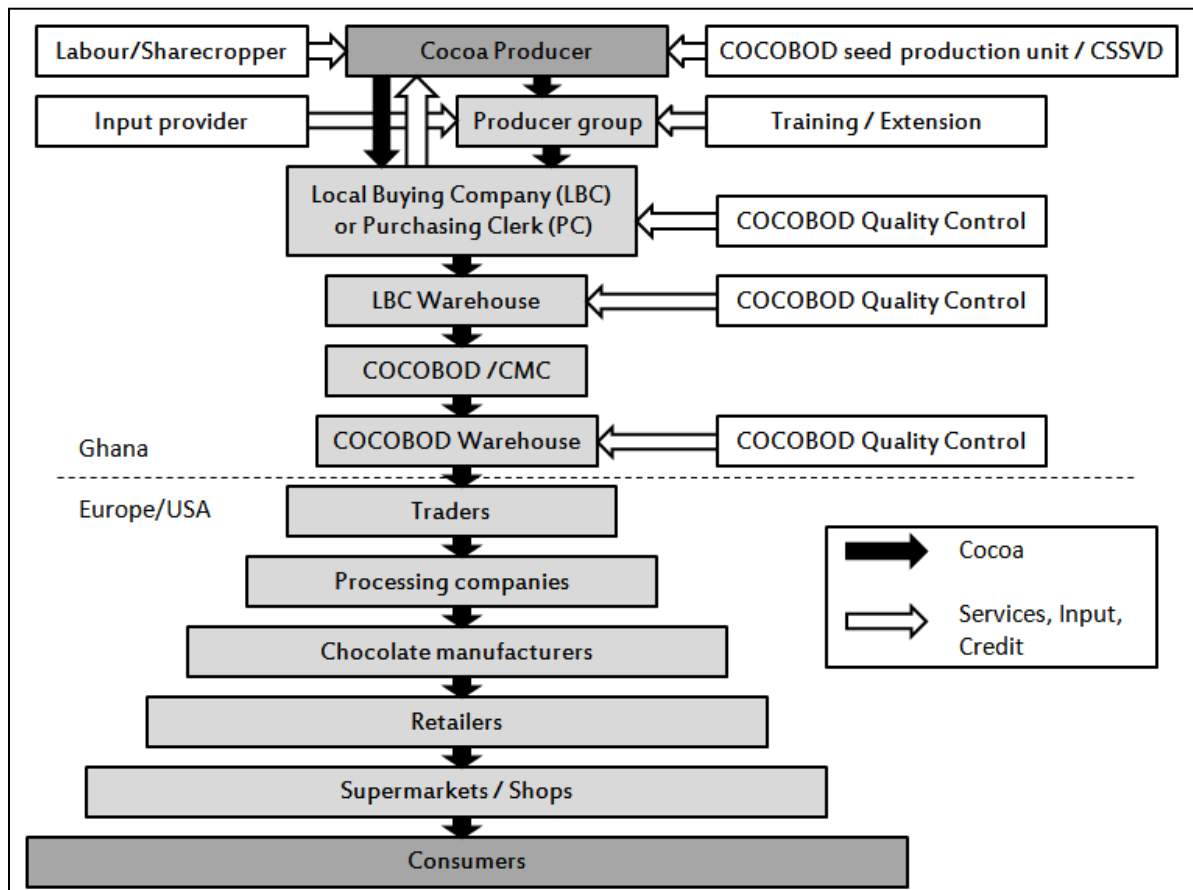 Labour/Sharecropper
Cocoa Producer
COCOBOD seed production unit / CSSVD
Input provider
Producer group
Training / Extension
Local Buying Company (LBC)
or Purchasing Clerk (PC)
COCOBOD Quality Control
LBC Warehouse
COCOBOD Quality Control
COCOBOD /CMC
COCOBOD Warehouse
COCOBOD Quality Control
Ghana
Europe/USA
Traders
Processing companies
Chocolate manufacturers
Retailers
Supermarkets / Shops
Consumers
Cocoa
Services, Input,
Credit